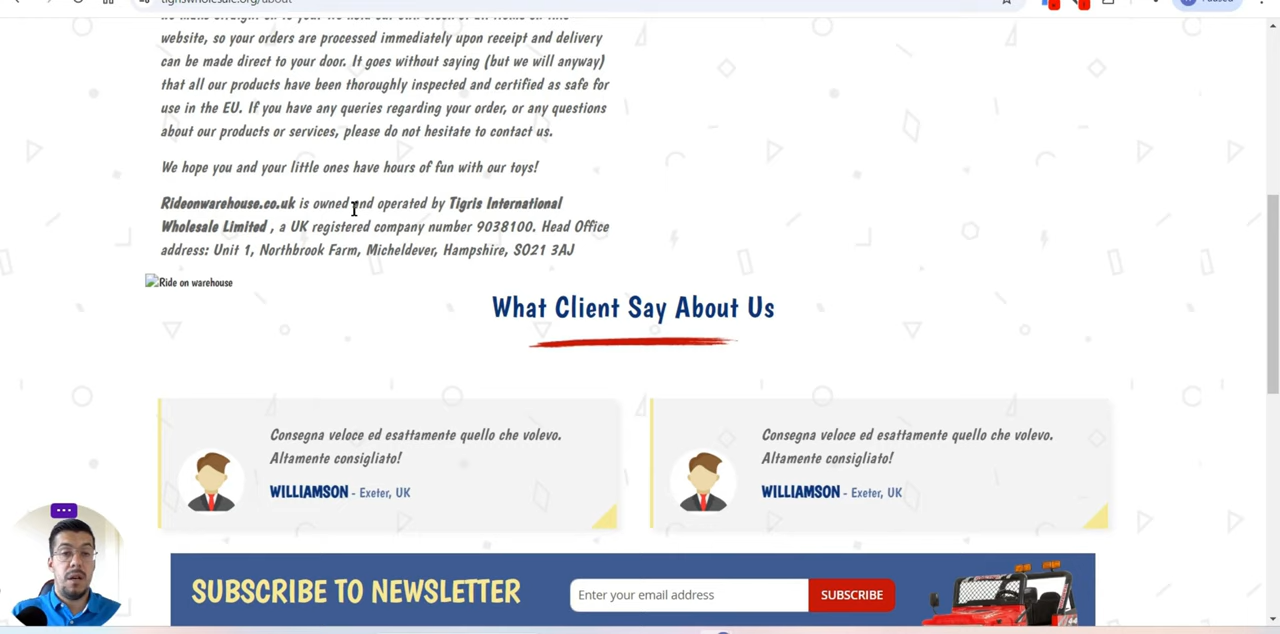 tigriswholesale.org/about
website, so your orders are processed immediately upon receipt and delivery
can be made direct to your door. It goes without saying (but we will anyway)
that all our products have been thoroughly inspected and certified as safe for
use in the EU. If you have any queries regarding your order, or any questions
about our products or services, please do not hesitate to contact us.
We hope you and your little ones have hours of fun with our toys!
Rideonwarehouse.co.uk is owned and operated by Tigris International
Wholesale Limited , a UK registered company number 9038100. Head Office
address: Unit 1, Northbrook Farm, Micheldever, Hampshire, SO21 3AJ
Ride on warehouse
What Client Say About Us
Consegna veloce ed esattamente quello che volevo.
Altamente consigliato!
WILLIAMSON - Exeter, UK
Consegna veloce ed esattamente quello che volevo.
Altamente consigliato!
WILLIAMSON - Exeter, UK
SUBSCRIBE TO NEWSLETTER
Enter your email address
SUBSCRIBE